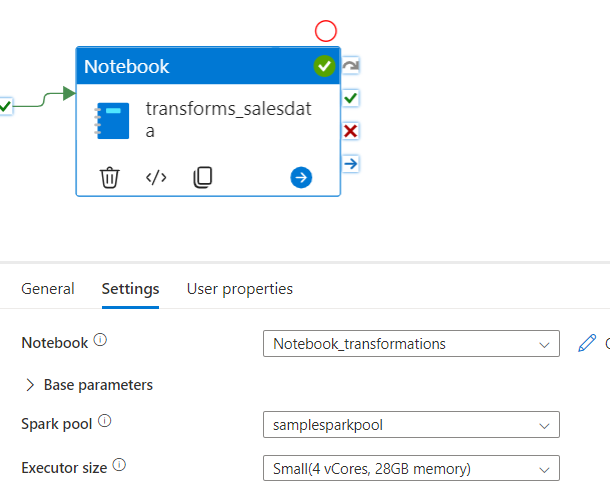 Notebook
transforms_salesdat
a
General
Settings
User properties
Notebook
Notebook_transformations
Base parameters
Spark pool
samplesparkpool
Executor size
Small(4 vCores, 28GB memory)